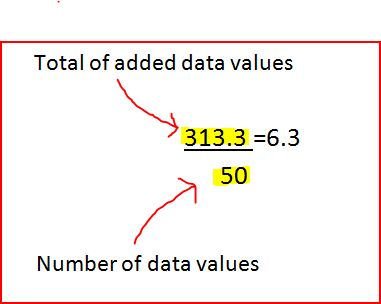 Total of added data values
313.3 =6.3
50
Number of data values